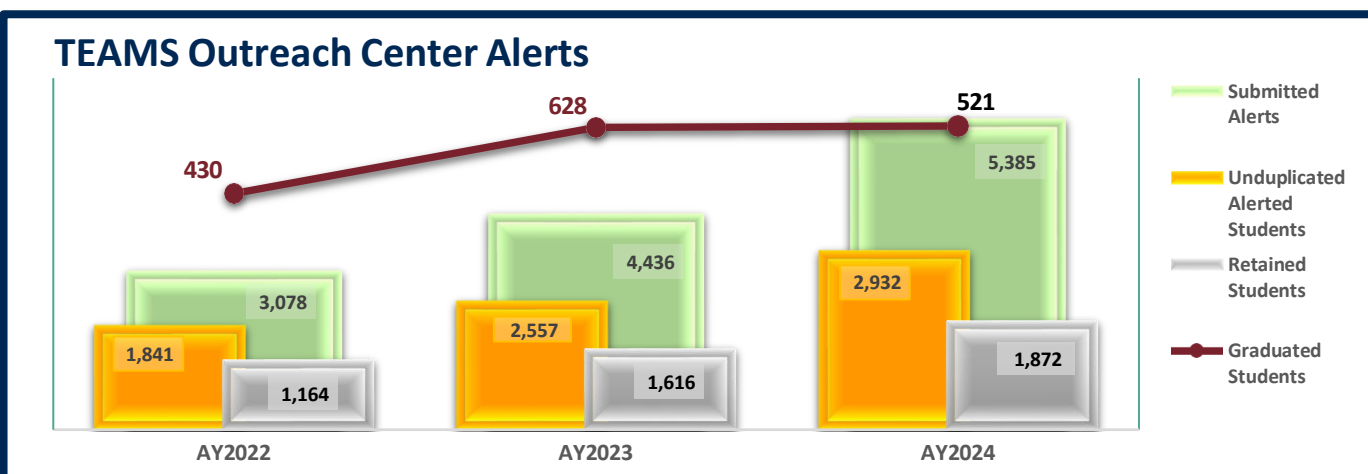 TEAMS Outreach Center Alerts
430
628
521
3,078
4,436
5,385
1,841
2,557
2,932
1,164
1,616
1,872
AY2022
AY2023
AY2024
Submitted
Alerts
Unduplicated
Alerted
Students
Retained
Students
Graduated
Students